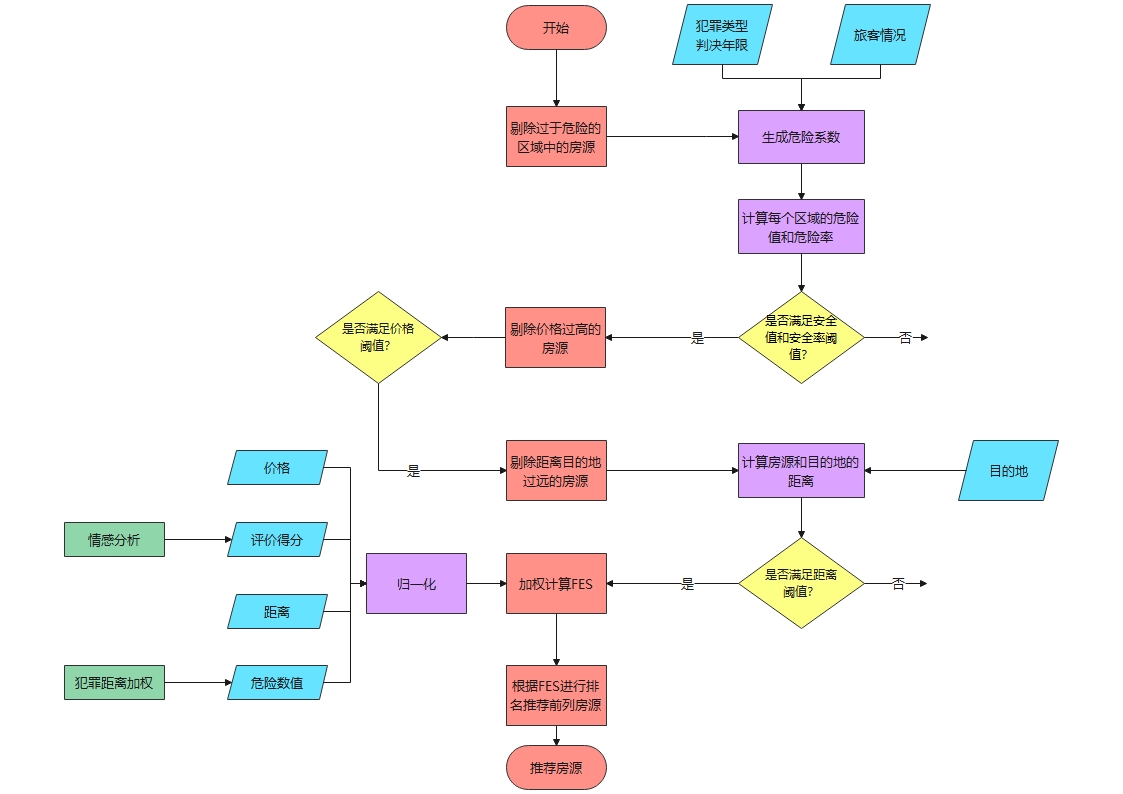 开始
犯罪类型
判决年限
旅客情况
剔除过于危险的
区域中的房源
生成危险系数
计算每个区域的危险
值和危险率
是否满足价格
阈值?
剔除价格过高的
房源
是
是否满足安全
值和安全率阈
值?
否
价格
是
剔除距离目的地
过远的房源
计算房源和目的地的
距离
目的地
情感分析
评价得分
归一化
加权计算FES
是
是否满足距离
阈值?
否
距离
犯罪距离加权
危险数值
根据FES进行排
名推荐前列房源
推荐房源